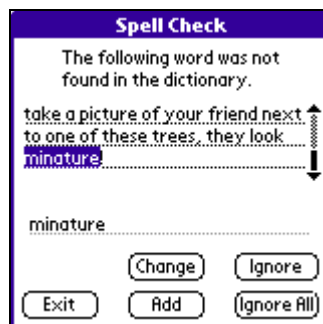 Spell Check
The following word was not
found in the dictionary.
take a picture of your friend next
to one of these trees, they look
minature.
minature
Change Ignore
Exit Add Ignore All